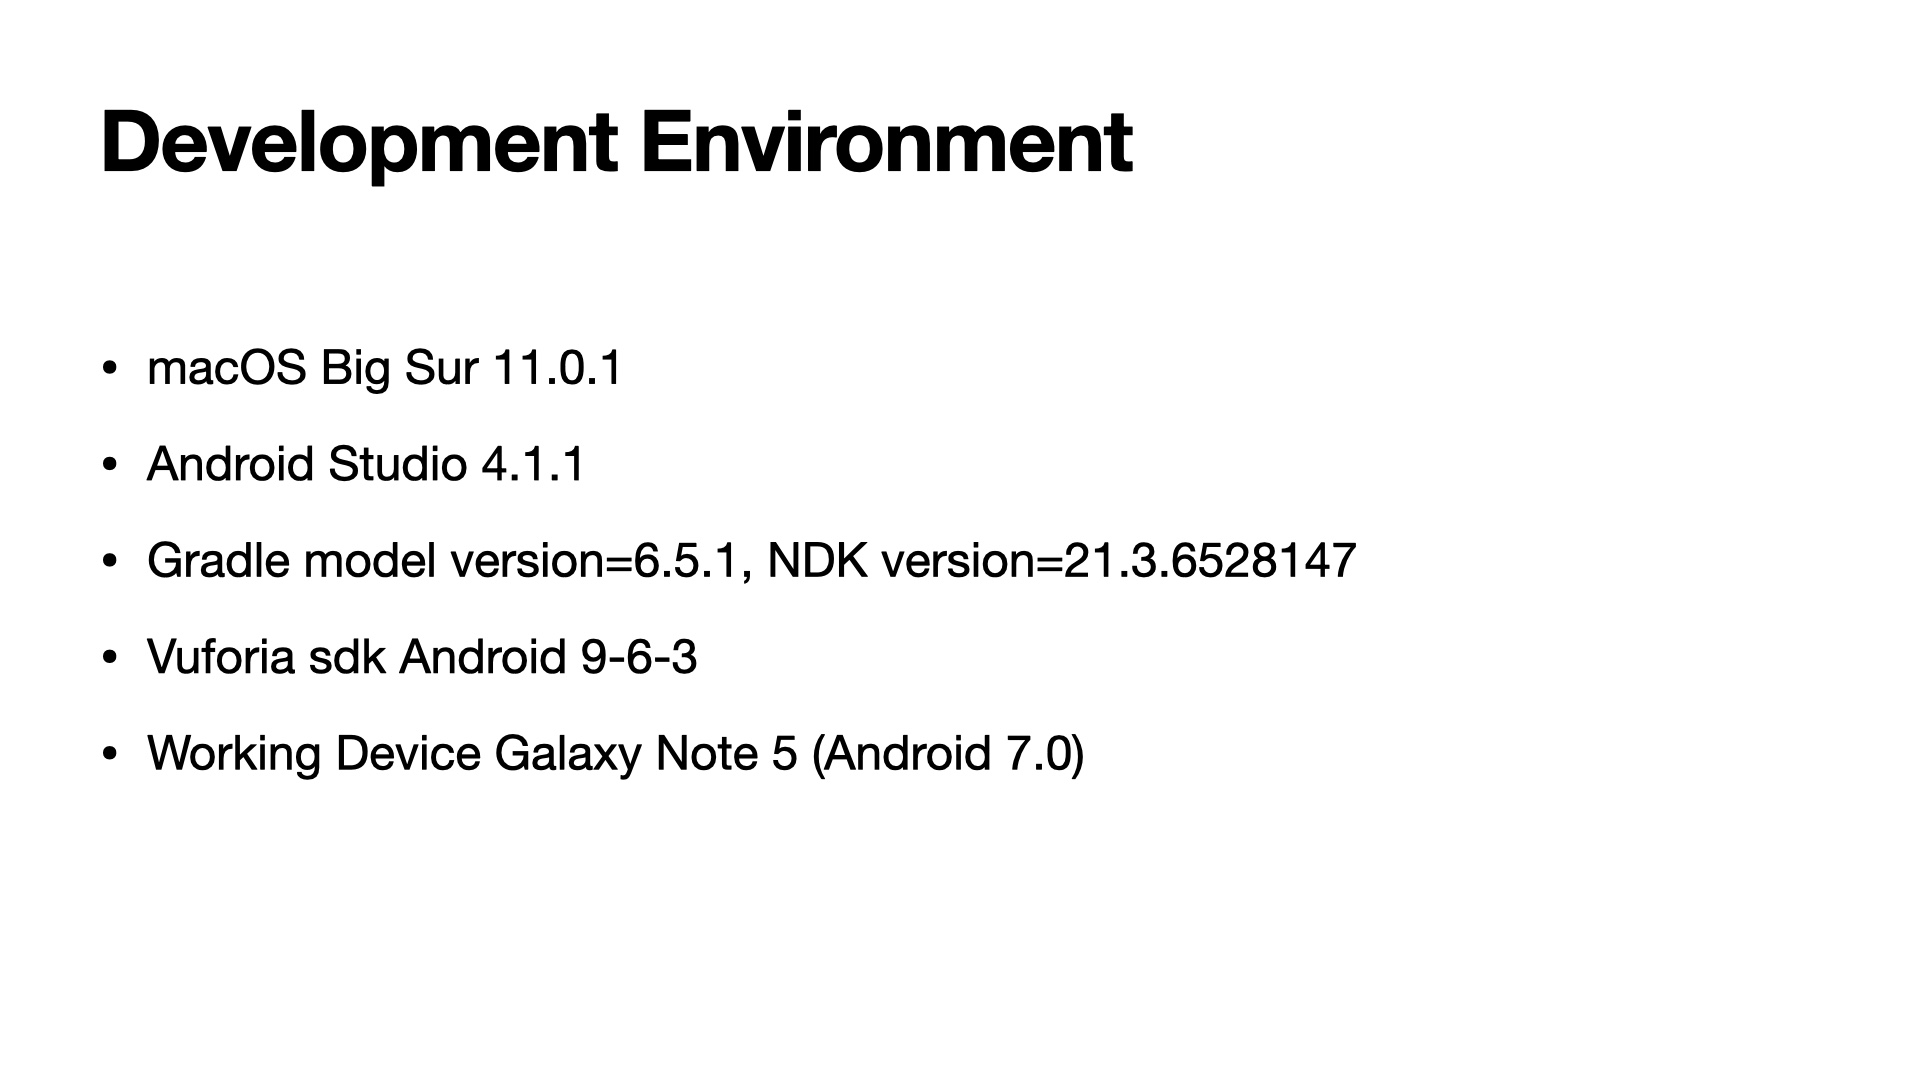 Development Environment
• macOS Big Sur 11.0.1
• Android Studio 4.1.1
• Gradle model version=6.5.1, NDK version=21.3.6528147
• Vuforia sdk Android 9-6-3
• Working Device Galaxy Note 5 (Android 7.0)